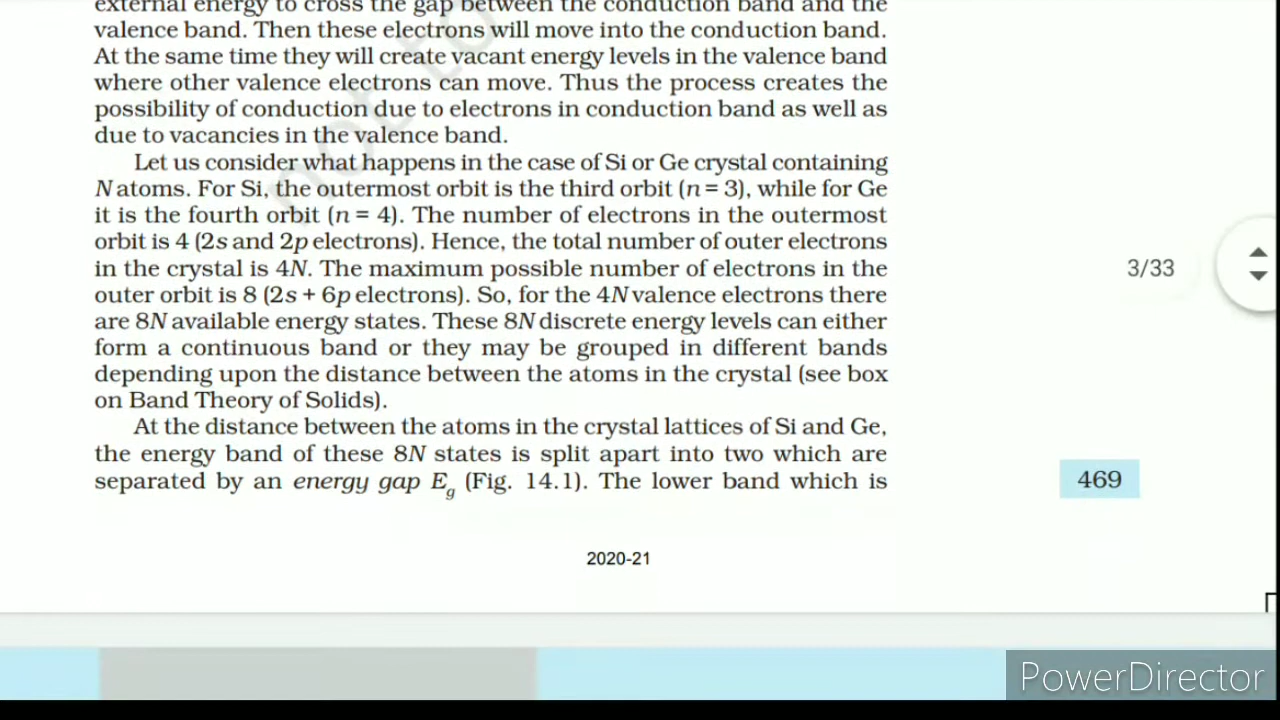 external energy to cross the gap between the conduction band and the
valence band. Then these electrons will move into the conduction band.
At the same time they will create vacant energy levels in the valence band
where other valence electrons can move. Thus the process creates the
possibility of conduction due to electrons in conduction band as well as
due to vacancies in the valence band.
Let us consider what happens in the case of Si or Ge crystal containing
N atoms. For Si, the outermost orbit is the third orbit (n = 3), while for Ge
it is the fourth orbit (n = 4). The number of electrons in the outermost
orbit is 4 (2s and 2p electrons). Hence, the total number of outer electrons
in the crystal is 4N. The maximum possible number of electrons in the
outer orbit is 8 (2s + 6p electrons). So, for the 4N valence electrons there
are 8N available energy states. These 8N discrete energy levels can either
form a continuous band or they may be grouped in different bands
depending upon the distance between the atoms in the crystal (see box
on Band Theory of Solids).
At the distance between the atoms in the crystal lattices of Si and Ge,
the energy band of these 8N states is split apart into two which are
separated by an energy gap Eg (Fig. 14.1). The lower band which is
3/33
469
2020-21
not to
PowerDirector